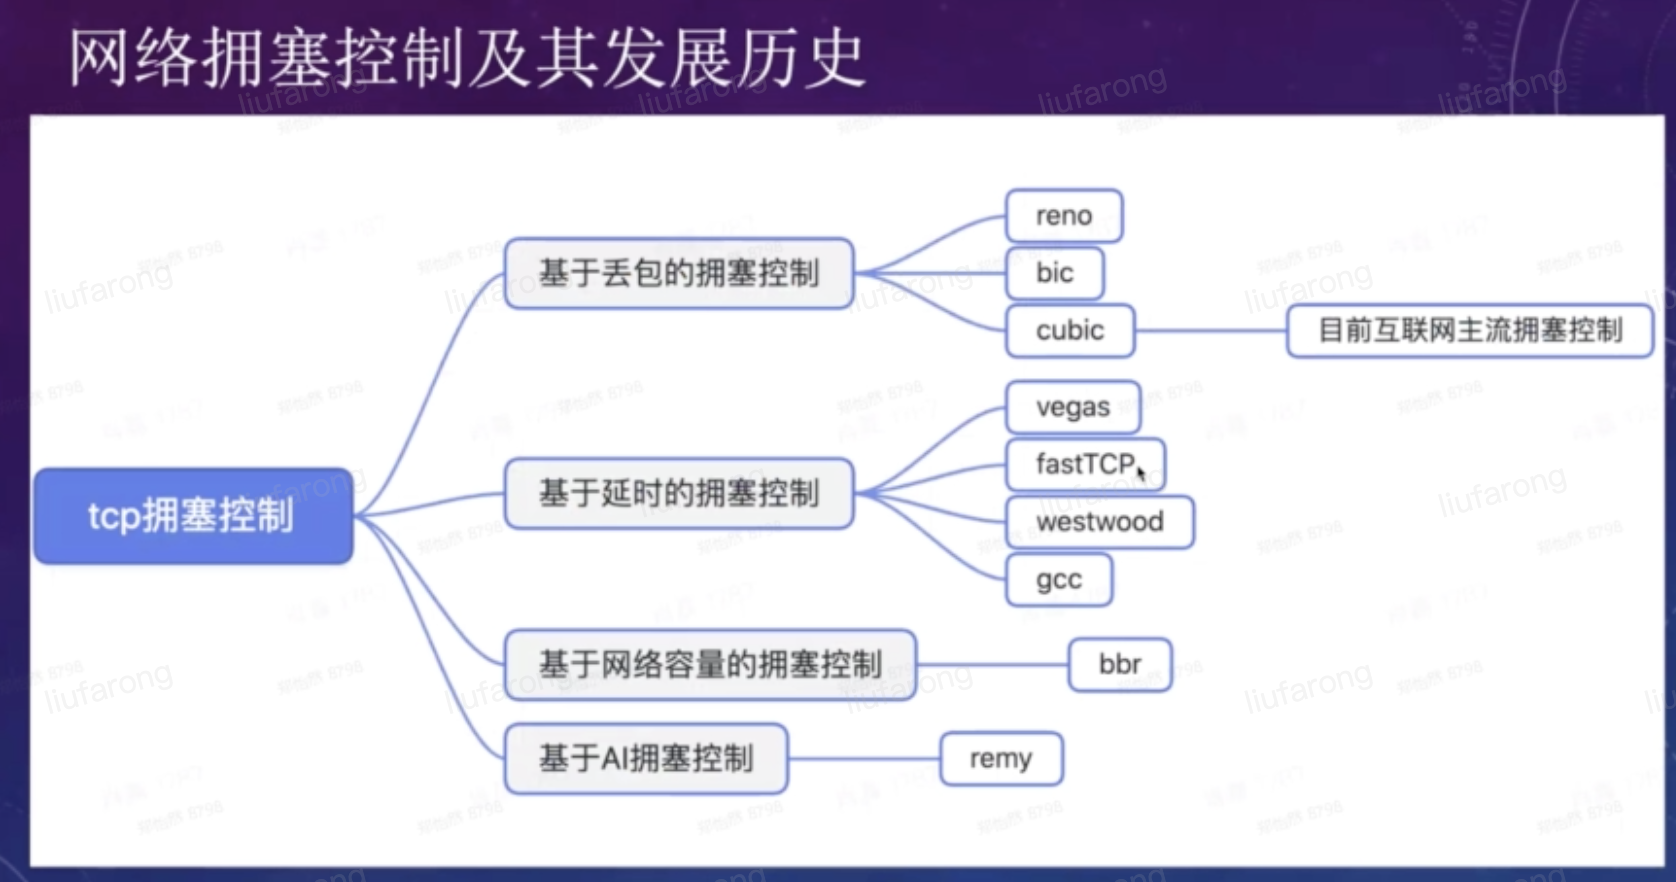 网络拥塞控制及其发展历史
tcp拥塞控制
基于丢包的拥塞控制
reno
bic
cubic
目前互联网主流拥塞控制
基于延时的拥塞控制
vegas
fastTCP
westwood
gcc
基于网络容量的拥塞控制
bbr
基于AI拥塞控制
remy
liufarong